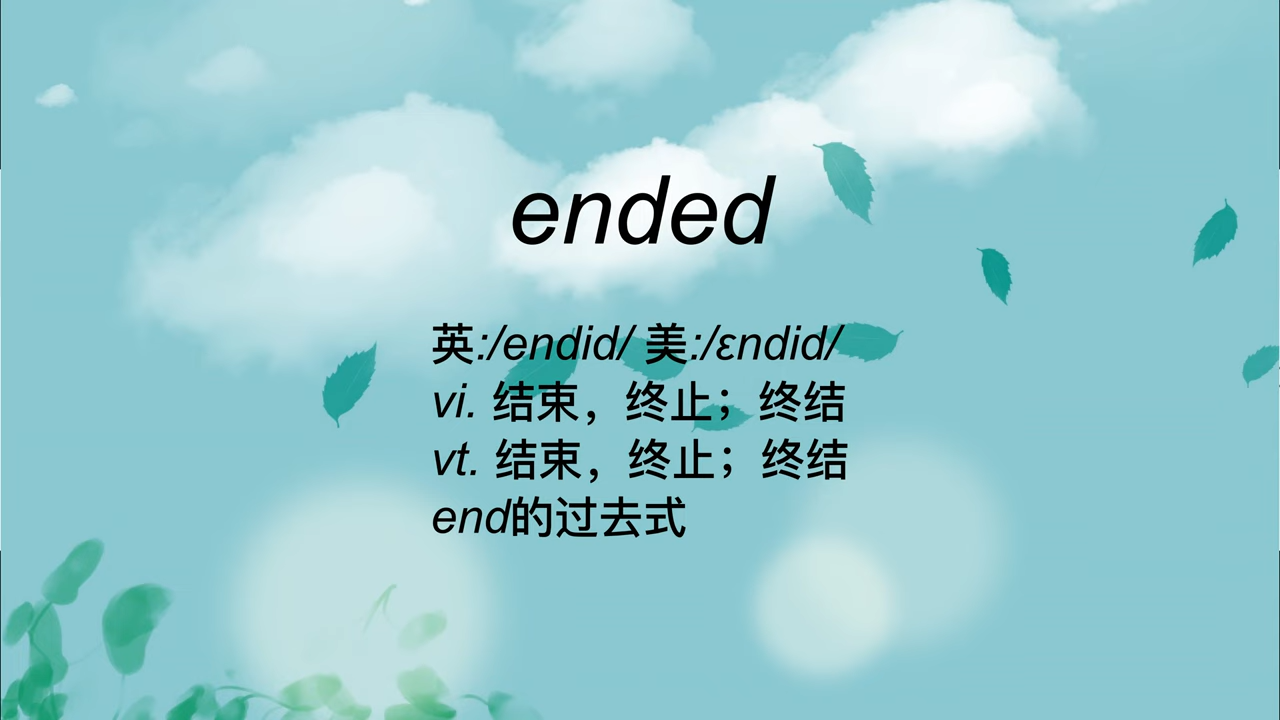 ended
英:/endid/ 美:/ɛndid/
vi. 结束，终止；终结
vt. 结束，终止；终结
end的过去式